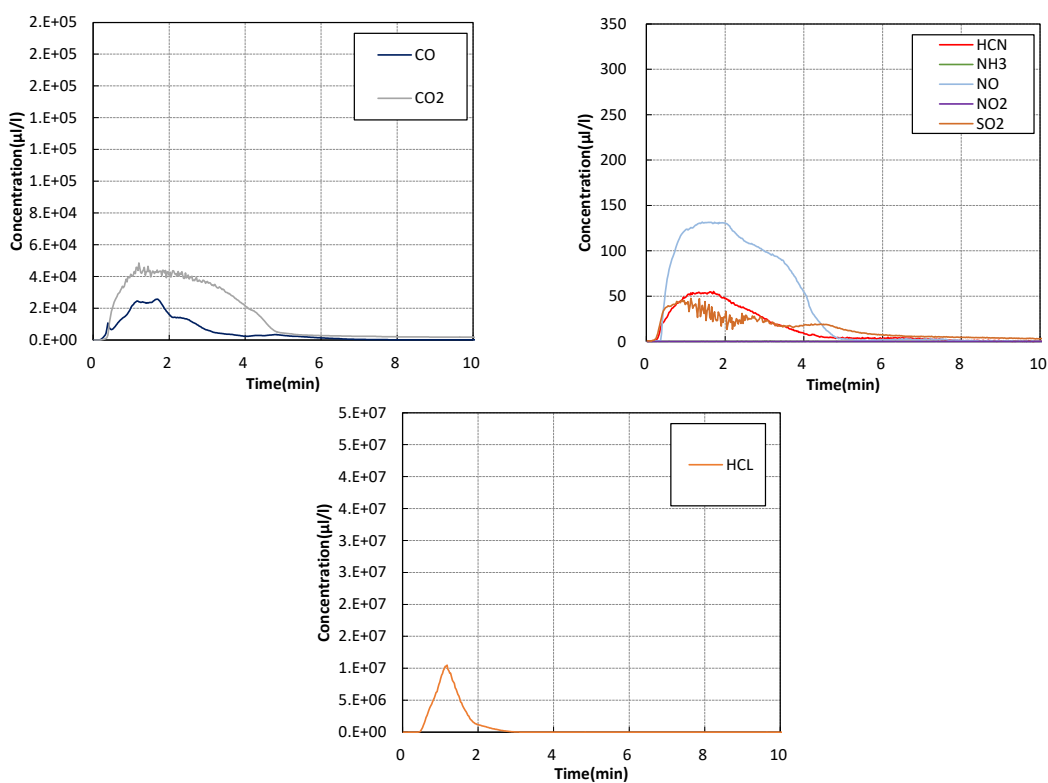 2.E+05
2.E+05
2.E+05
1.E+05
1.E+05
1.E+05
8.E+04
6.E+04
4.E+04
2.E+04
0.E+00
Concentration(µl/l)
0 2 4 6 8 10
Time(min)
CO
CO2
350
300
250
200
150
100
50
0
Concentration(µl/l)
0 2 4 6 8 10
Time(min)
HCN
NH3
NO
NO2
SO2
5.E+07
5.E+07
4.E+07
4.E+07
3.E+07
3.E+07
2.E+07
2.E+07
1.E+07
5.E+06
0.E+00
Concentration(µl/l)
0 2 4 6 8 10
Time(min)
HCL